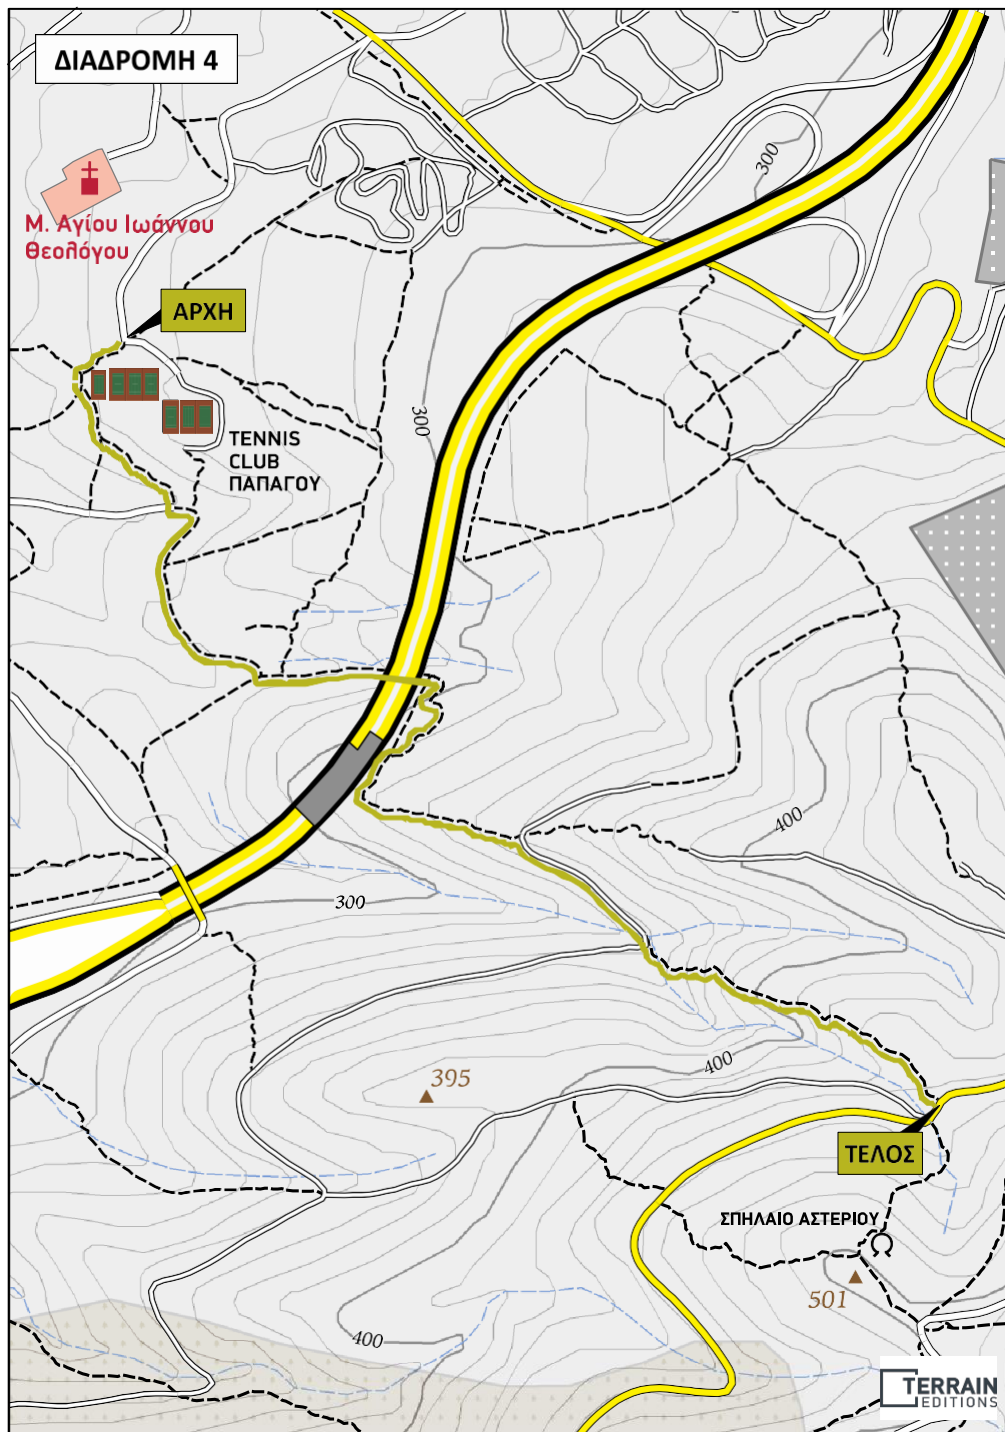 ΔΙΑΔΡΟΜΗ 4
300
Μ. Αγίου Ιωάννου
Θεολόγου
ΑΡΧΗ
300
TENNIS
CLUB
ΠΑΠΑΓΟΥ
400
300
400
395
ΤΕΛΟΣ
ΣΠΗΛΑΙΟ ΑΣΤΕΡΙΟΥ
501
400
TERRAIN
EDITIONS